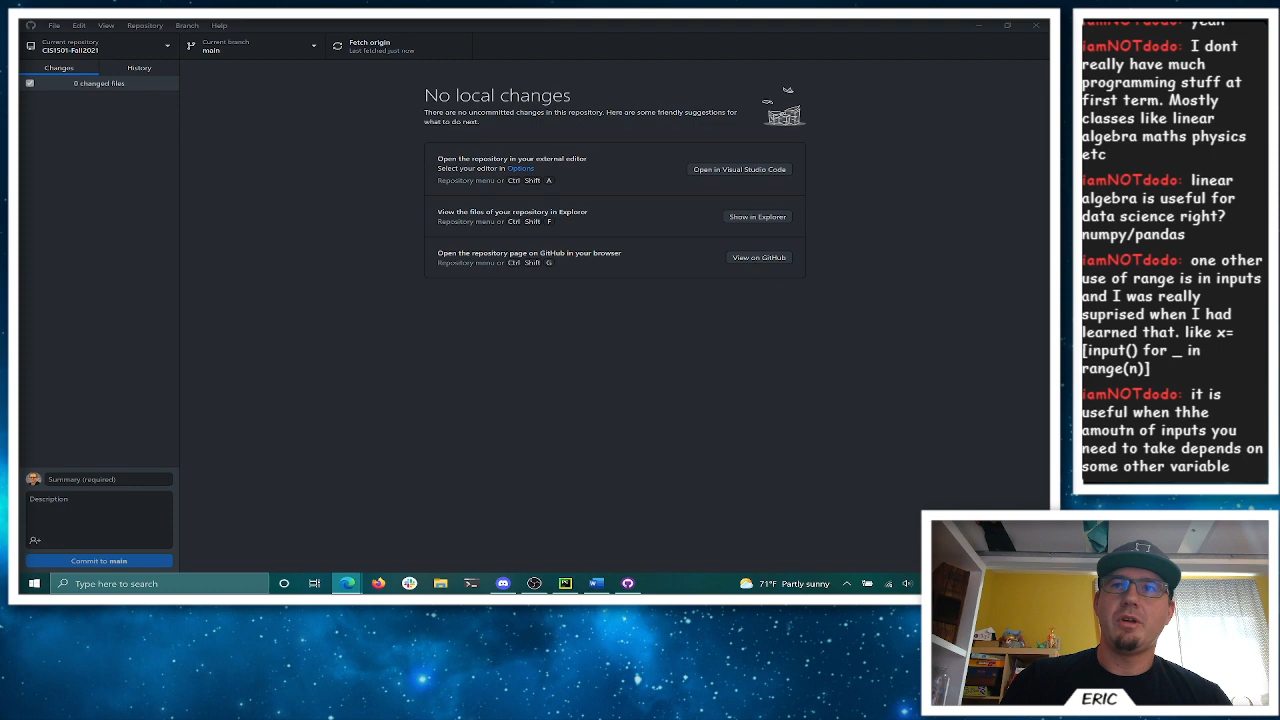 File Edit View Repository Branch Help
Current repository
CIS1501-Fall2021
Current branch
main
Fetch origin
Last fetched just now
Changes History
0 changed files
No local changes
There are no uncommitted changes in this repository. Here are some friendly suggestions for
what to do next.
Open the repository in your external editor
Select your editor in Options
Repository menu or Ctrl Shift A
Open in Visual Studio Code
View the files of your repository in Explorer
Repository menu or Ctrl Shift F
Show in Explorer
Open the repository page on GitHub in your browser
Repository menu or Ctrl Shift G
View on GitHub
Summary (required)
Description
Commit to main
Type here to search
71°F Partly sunny
iamNOTdodo: yeah
iamNOTdodo: I dont
really have much
programming stuff at
first term. Mostly
classes like linear
algebra maths physics
etc
iamNOTdodo: linear
algebra is useful for
data science right?
numpy/pandas
iamNOTdodo: one other
use of range is in inputs
and I was really
suprised when I had
learned that. like x=
[input() for _ in
range(n)]
iamNOTdodo: it is
useful when thhe
amoutn of inputs you
need to take depends on
some other variable
ERIC